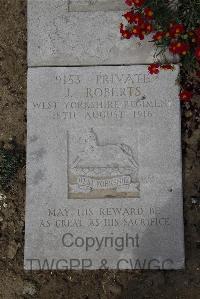 9153 PRIVATE
J. ROBERTS
WEST YORKSHIRE REGIMENT
28TH AUGUST 1916
WEST YORKSHIRE
MAY HIS REWARD BE
AS GREAT AS HIS SACRIFICE
Copyright
TWGPP & CWGC